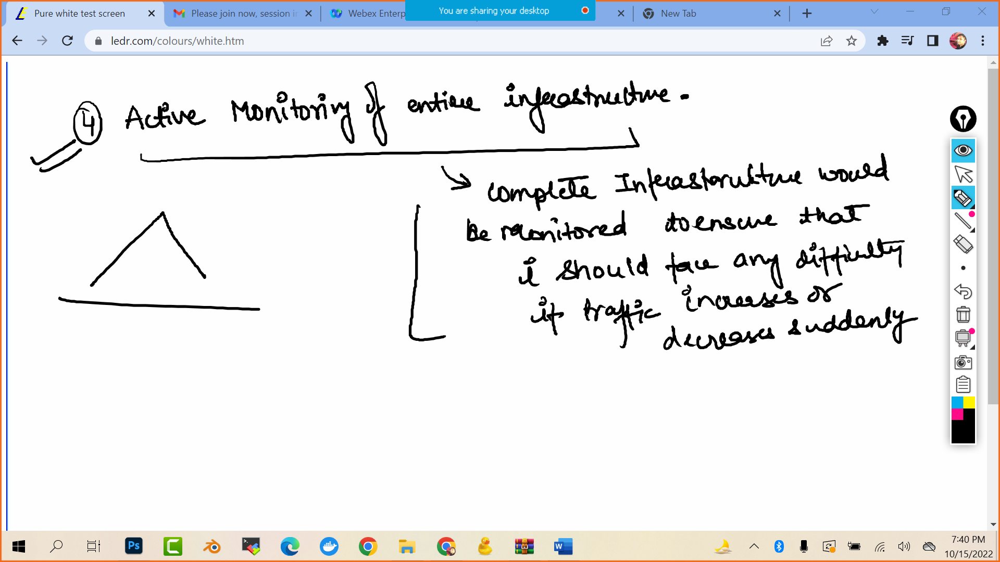 Pure white test screen
Please join now, session in
Webex Enterp
You are sharing your desktop
New Tab
ledr.com/colours/white.htm
4 Active Monitoring of entire infrastructure.
complete Infrastructure would
be monitored to ensure that
i should face any difficulty
if traffic increases or
decreases suddenly
Ps
W
7:40 PM
10/15/2022